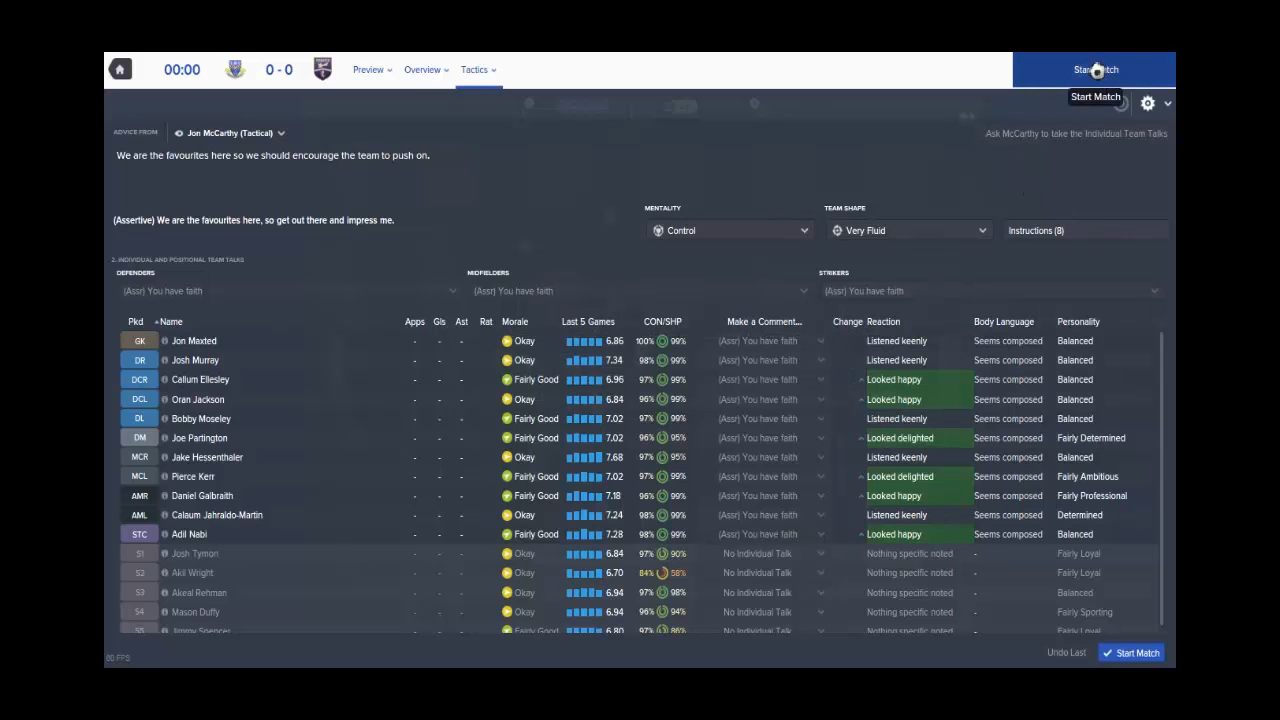 00:00 0 - 0 Preview Overview Tactics Start Match
Start Match
ADVICE FROM Jon McCarthy (Tactical) Ask McCarthy to take the Individual Team Talks
We are the favourites here so we should encourage the team to push on.
MENTALITY TEAM SHAPE
(Assertive) We are the favourites here, so get out there and impress me. Control Very Fluid Instructions (8)
2. INDIVIDUAL AND POSITIONAL TEAM TALKS
DEFENDERS MIDFIELDERS STRIKERS
(Assr) You have faith (Assr) You have faith (Assr) You have faith
Pkd Name Apps Gls Ast Rat Morale Last 5 Games CON/SHP Make a Comment... Change Reaction Body Language Personality
GK Jon Maxted - - - - Okay 6.86 100% 99% (Assr) You have faith Listened keenly Seems composed Balanced
DR Josh Murray - - - - Okay 7.34 98% 99% (Assr) You have faith Listened keenly Seems composed Balanced
DCR Callum Ellesley - - - - Fairly Good 6.96 97% 99% (Assr) You have faith Looked happy Seems composed Balanced
DCL Oran Jackson - - - - Okay 6.84 96% 99% (Assr) You have faith Looked happy Seems composed Balanced
DL Bobby Moseley - - - - Fairly Good 7.02 97% 99% (Assr) You have faith Listened keenly Seems composed Balanced
DM Joe Partington - - - - Fairly Good 7.02 96% 95% (Assr) You have faith Looked delighted Seems composed Fairly Determined
MCR Jake Hessenthaler - - - - Okay 7.68 97% 95% (Assr) You have faith Listened keenly Seems composed Balanced
MCL Pierce Kerr - - - - Fairly Good 7.02 97% 99% (Assr) You have faith Looked delighted Seems composed Fairly Ambitious
AMR Daniel Galbraith - - - - Fairly Good 7.18 96% 99% (Assr) You have faith Looked happy Seems composed Fairly Professional
AML Calaum Jahraldo-Martin - - - - Okay 7.24 98% 99% (Assr) You have faith Listened keenly Seems composed Determined
STC Adil Nabi - - - - Fairly Good 7.28 98% 99% (Assr) You have faith Looked happy Seems composed Balanced
S1 Josh Tymon - - - - Okay 6.84 97% 90% No Individual Talk Nothing specific noted - Fairly Loyal
S2 Akil Wright - - - - Okay 6.70 84% 58% No Individual Talk Nothing specific noted - Fairly Loyal
S3 Akeal Rehman - - - - Okay 6.94 97% 98% No Individual Talk Nothing specific noted - Balanced
S4 Mason Duffy - - - - Okay 6.94 96% 94% No Individual Talk Nothing specific noted - Fairly Sporting
S5 Jimmy Spencer - - - - Fairly Good 6.80 97% 86% No Individual Talk Nothing specific noted - Fairly Loyal
60 FPS Undo Last Start Match